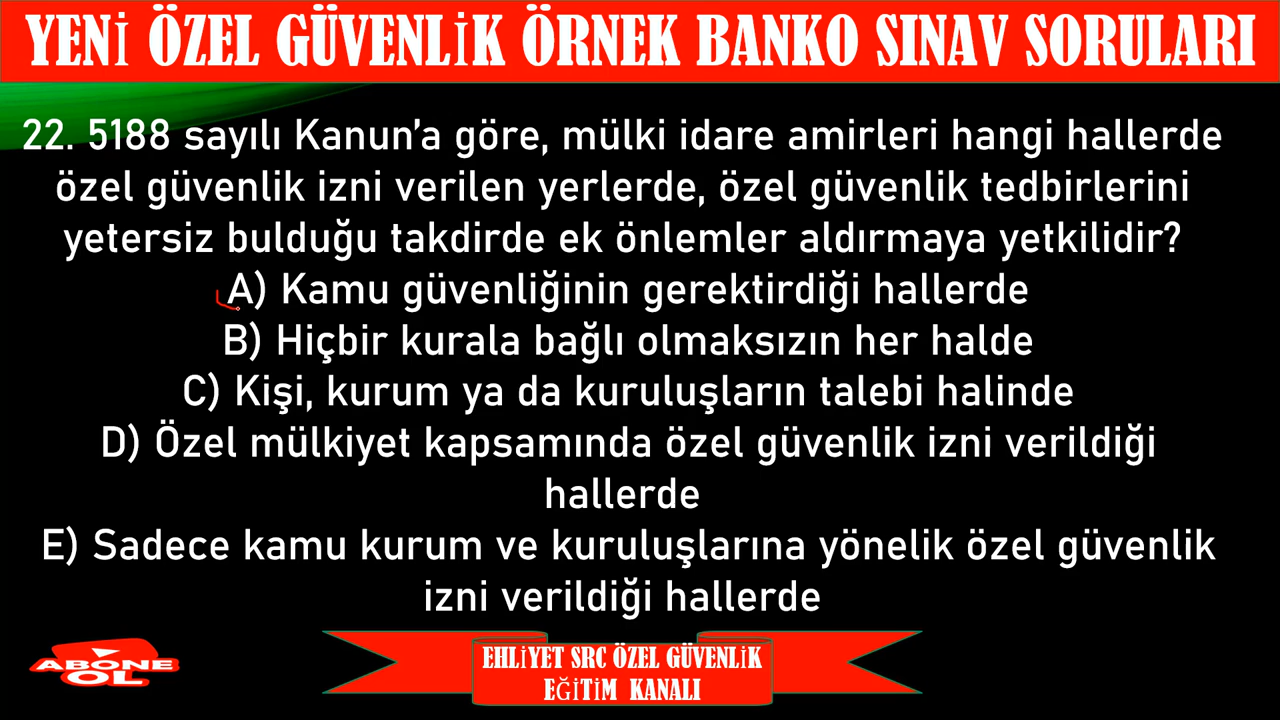 YENİ ÖZEL GÜVENLİK ÖRNEK BANKO SINAV SORULARI
22. 5188 sayılı Kanun'a göre, mülki idare amirleri hangi hallerde
özel güvenlik izni verilen yerlerde, özel güvenlik tedbirlerini
yetersiz bulduğu takdirde ek önlemler aldırmaya yetkilidir?
A) Kamu güvenliğinin gerektirdiği hallerde
B) Hiçbir kurala bağlı olmaksızın her halde
C) Kişi, kurum ya da kuruluşların talebi halinde
D) Özel mülkiyet kapsamında özel güvenlik izni verildiği
hallerde
E) Sadece kamu kurum ve kuruluşlarına yönelik özel güvenlik
izni verildiği hallerde
ABONE
OL
EHLİYET SRC ÖZEL GÜVENLİK
EĞİTİM KANALI